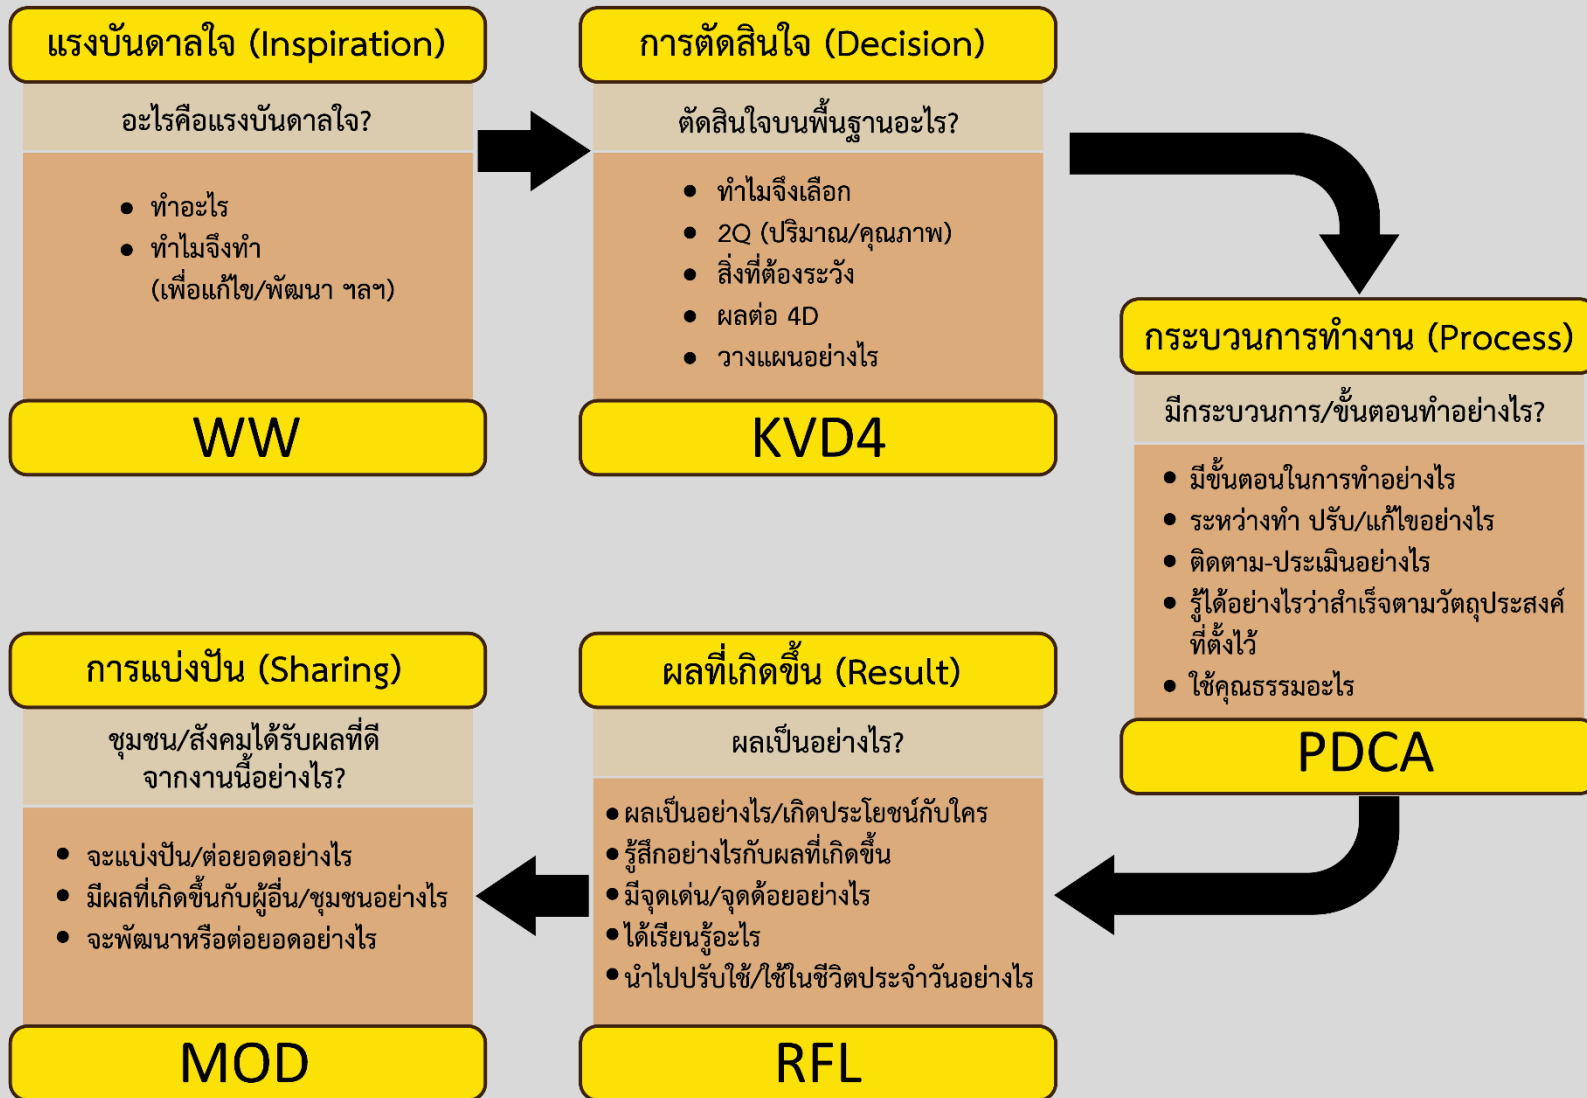 แรงบันดาลใจ (Inspiration)
อะไรคือแรงบันดาลใจ?
● ทำอะไร
● ทำไมจึงทำ
(เพื่อแก้ไข/พัฒนา ฯลฯ)
WW
การตัดสินใจ (Decision)
ตัดสินใจบนพื้นฐานอะไร?
● ทำไมจึงเลือก
● 2Q (ปริมาณ/คุณภาพ)
● สิ่งที่ต้องระวัง
● ผลต่อ 4D
● วางแผนอย่างไร
KVD4
กระบวนการทำงาน (Process)
มีกระบวนการ/ขั้นตอนทำอย่างไร?
● มีขั้นตอนในการทำอย่างไร
● ระหว่างทำ ปรับ/แก้ไขอย่างไร
● ติดตาม-ประเมินอย่างไร
● รู้ได้อย่างไรว่าสำเร็จตามวัตถุประสงค์
ที่ตั้งไว้
● ใช้คุณธรรมอะไร
PDCA
ผลที่เกิดขึ้น (Result)
ผลเป็นอย่างไร?
● ผลเป็นอย่างไร/เกิดประโยชน์กับใคร
● รู้สึกอย่างไรกับผลที่เกิดขึ้น
● มีจุดเด่น/จุดด้อยอย่างไร
● ได้เรียนรู้อะไร
● นำไปปรับใช้/ใช้ในชีวิตประจำวันอย่างไร
RFL
การแบ่งปัน (Sharing)
ชุมชน/สังคมได้รับผลที่ดี
จากงานนี้อย่างไร?
● จะแบ่งปัน/ต่อยอดอย่างไร
● มีผลที่เกิดขึ้นกับผู้อื่น/ชุมชนอย่างไร
● จะพัฒนาหรือต่อยอดอย่างไร
MOD